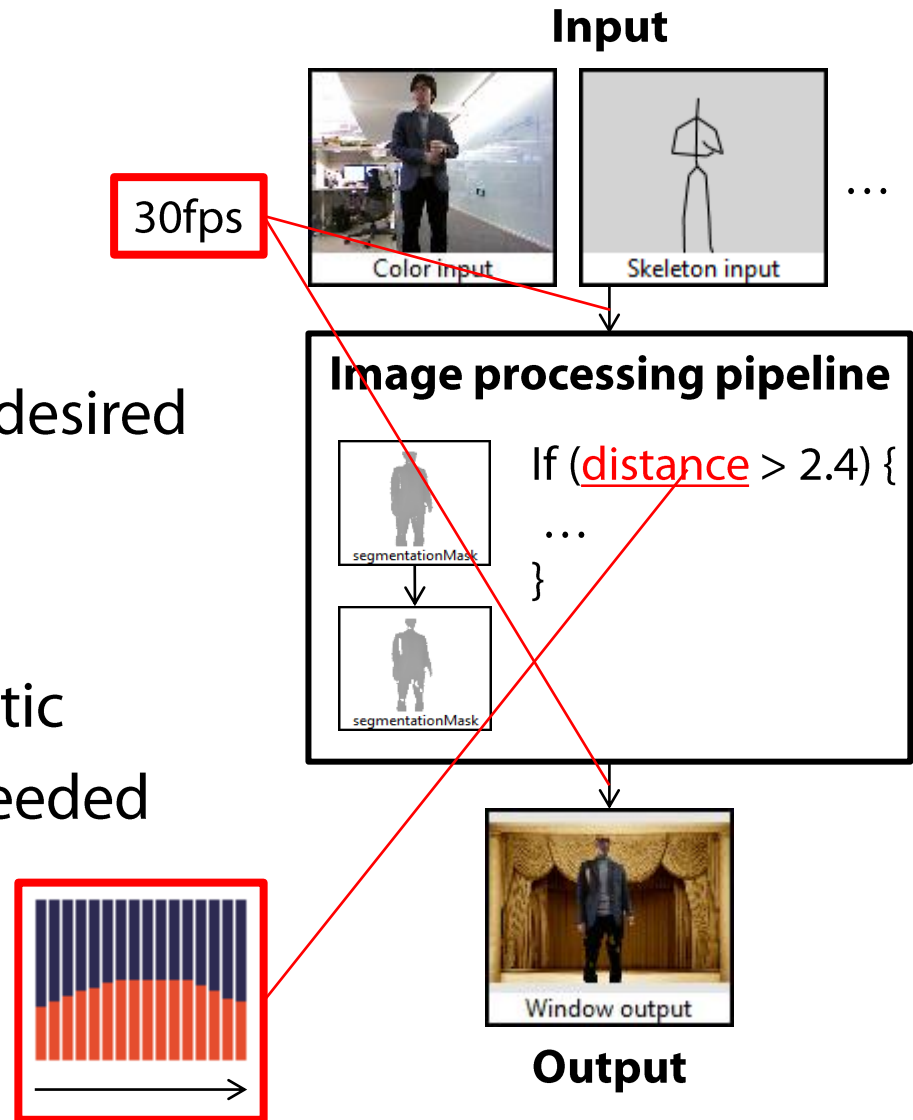 Input
…
30fps
Color input
Skeleton input
Image processing pipeline
desired
If (distance > 2.4) {
…
}
segmentationMask
segmentationMask
tic
eeded
Window output
Output